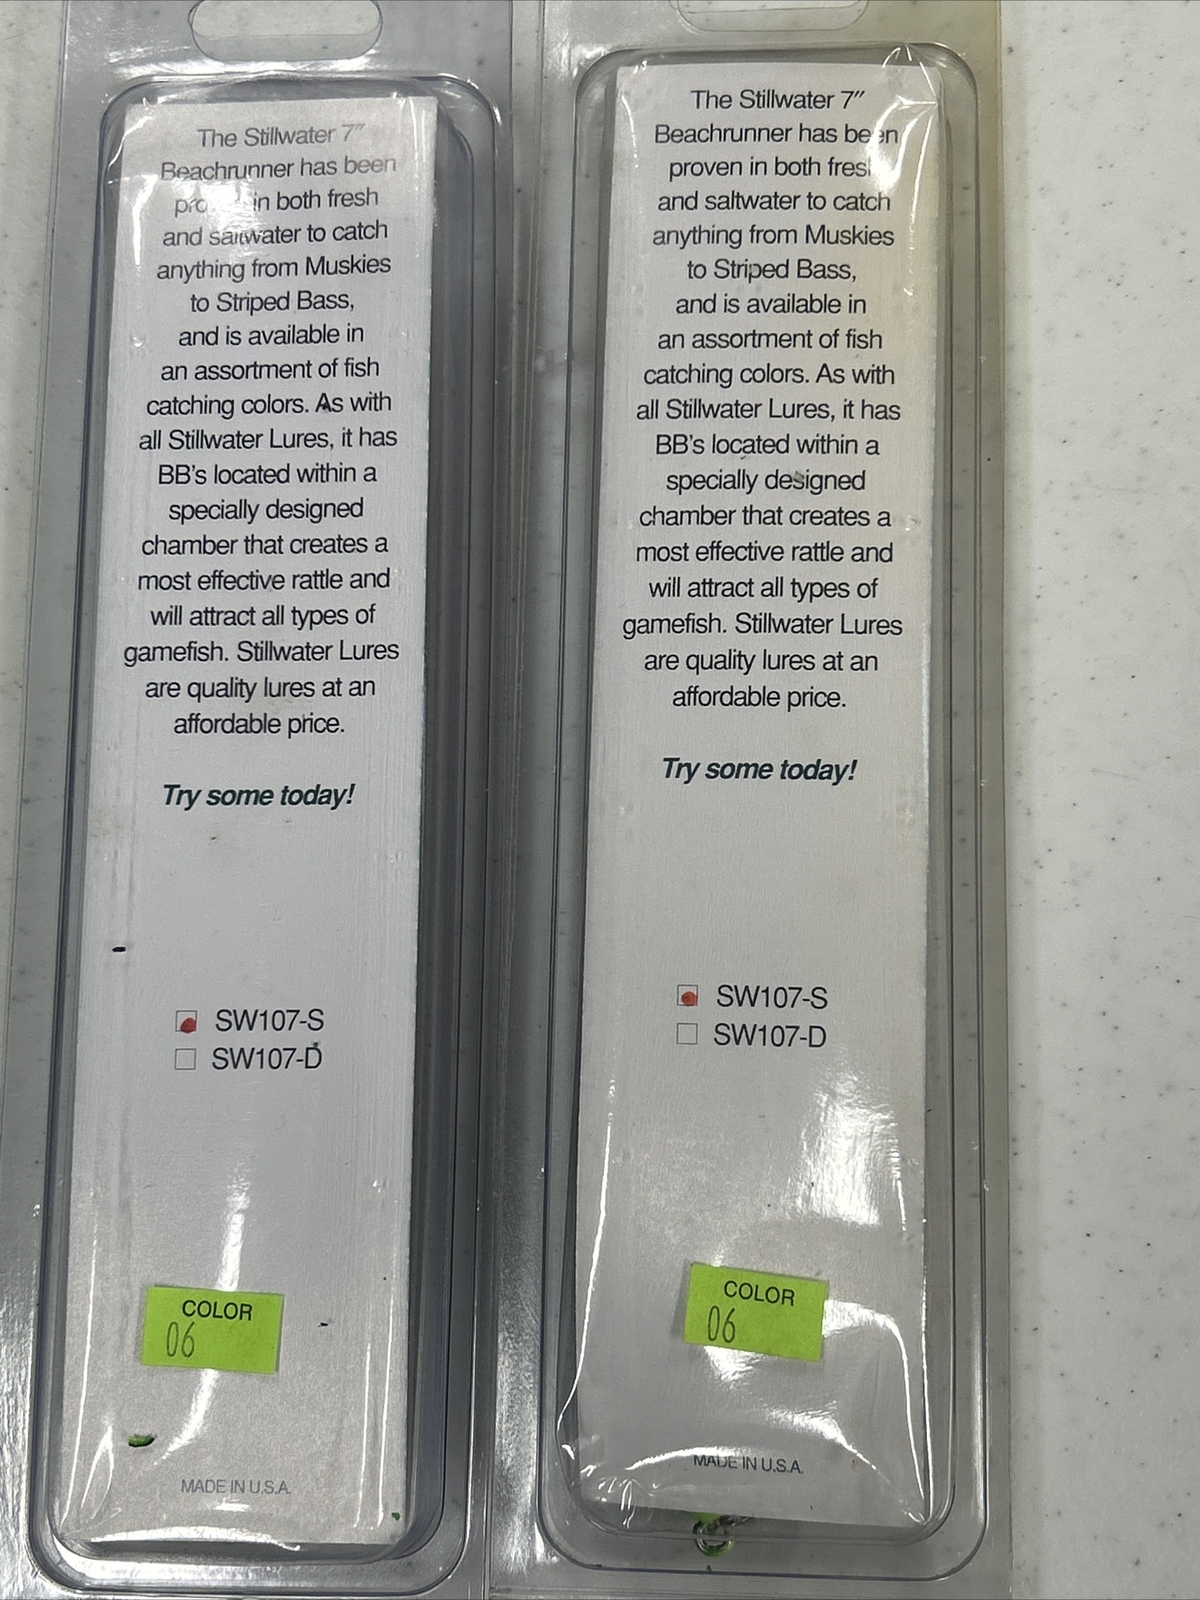 The Stillwater 7"
Beachrunner has been
in both fresh
and saltwater to catch
anything from Muskies
to Striped Bass,
and is available in
an assortment of fish
catching colors. As with
all Stillwater Lures, it has
BB's located within a
specially designed
chamber that creates a
most effective rattle and
will attract all types of
gamefish. Stillwater Lures
are quality lures at an
affordable price.
Try some today!
SW107-S
SW107-D
COLOR
06
MADE IN U.S.A.
The Stillwater 7"
Beachrunner has been
proven in both fresh
and saltwater to catch
anything from Muskies
to Striped Bass,
and is available in
an assortment of fish
catching colors. As with
all Stillwater Lures, it has
BB's located within a
specially designed
chamber that creates a
most effective rattle and
will attract all types of
gamefish. Stillwater Lures
are quality lures at an
affordable price.
Try some today!
SW107-S
SW107-D
COLOR
06
MADE IN U.S.A.